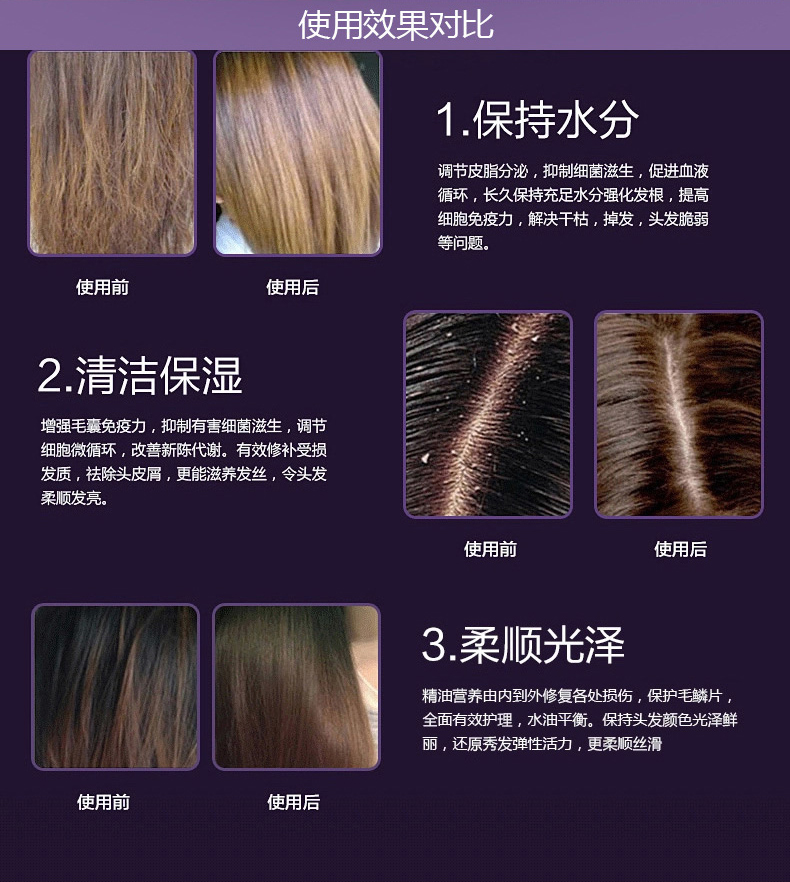 使用效果对比
1.保持水分
调节皮脂分泌，抑制细菌滋生，促进血液
循环，长久保持充足水分强化发根，提高
细胞免疫力，解决干枯，掉发，头发脆弱
等问题。
使用前
使用后
2.清洁保湿
增强毛囊免疫力，抑制有害细菌滋生，调节
细胞微循环，改善新陈代谢。有效修补受损
发质，祛除头皮屑，更能滋养发丝，令头发
柔顺发亮。
使用前
使用后
3.柔顺光泽
精油营养由内到外修复各处损伤，保护毛鳞片，
全面有效护理，水油平衡。保持头发颜色光泽鲜
丽，还原秀发弹性活力，更柔顺丝滑
使用前
使用后